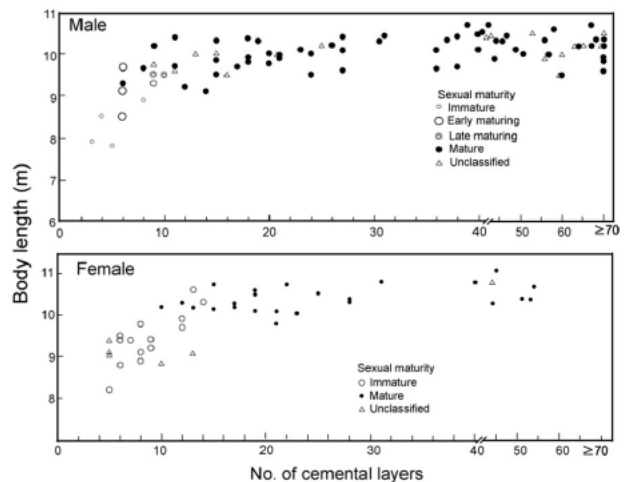 Male
11
10
9
8
7
6
Sexual maturity
Immature
Early maturing
Late maturing
Mature
Unclassified
0 10 20 30 40 50 60 ≥70
Body length (m)
Female
11
10
9
8
Sexual maturity
Immature
Mature
Unclassified
0 10 20 30 40 50 60 ≥70
No. of cemental layers